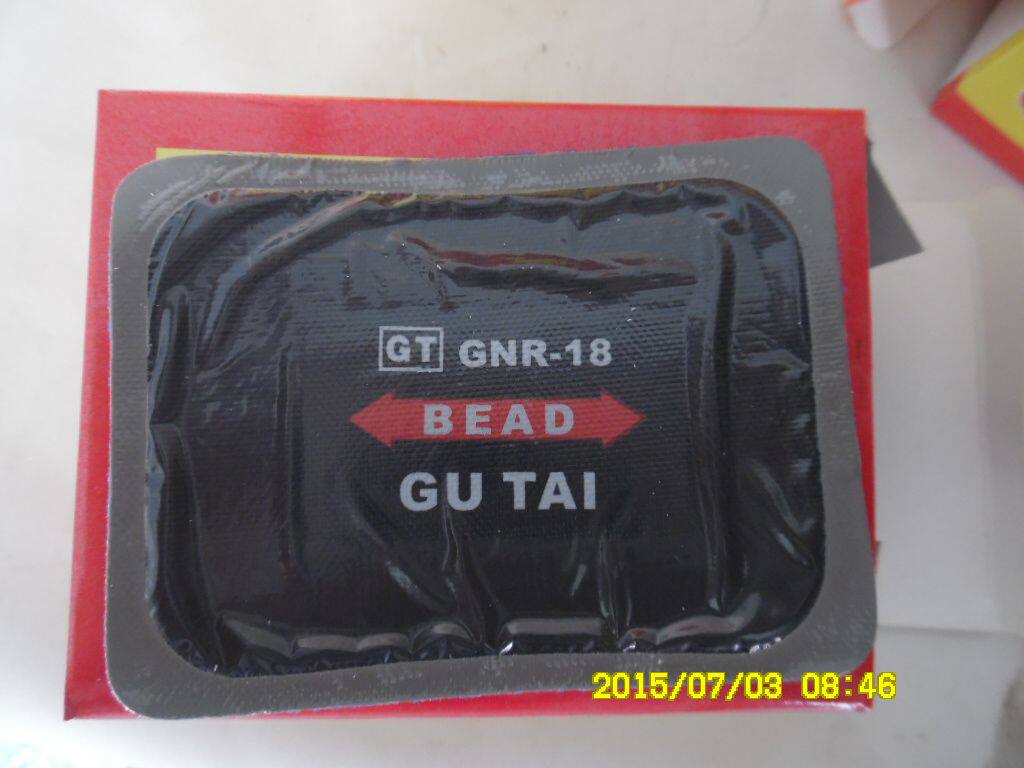 GT GNR-18
BEAD
GU TAI
2015/07/03 08:46